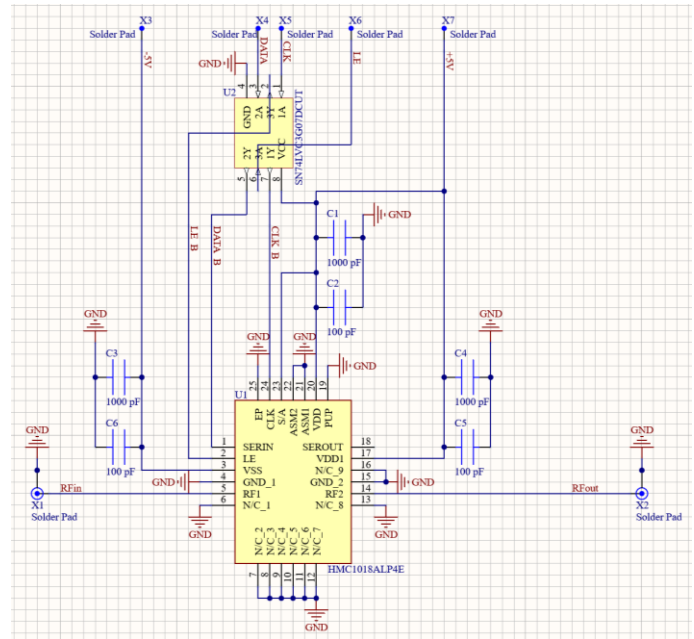 X3
X4
X5
X6
X7
Solder Pad
Solder Pad
Solder Pad
Solder Pad
Solder Pad
-5V
DATA
CLK
LE
+5V
GND
U2
4
3
2
1
GND
2A
3Y
1A
2Y
3A
1Y
VCC
5
6
7
8
SN74LVC3G07DCUT
LE_B
DATA_B
CLK_B
C1
GND
1000 pF
C2
100 pF
GND
C3
1000 pF
C6
100 pF
GND
GND
GND
GND
C4
1000 pF
C5
100 pF
U1
25
24
23
22
21
20
19
EP
CLK
S/A
ASM2
ASM1
VDD
PUP
1
SERIN
SEROUT
18
2
LE
VDD1
17
3
VSS
N/C_9
16
GND
4
GND_1
GND_2
15
GND
5
RF1
RF2
14
6
N/C_1
N/C_8
13
GND
RFin
X1
Solder Pad
GND
RFout
X2
Solder Pad
GND
GND
N/C_2
N/C_3
N/C_4
N/C_5
N/C_6
N/C_7
7
8
9
10
11
12
HMC1018ALP4E
GND